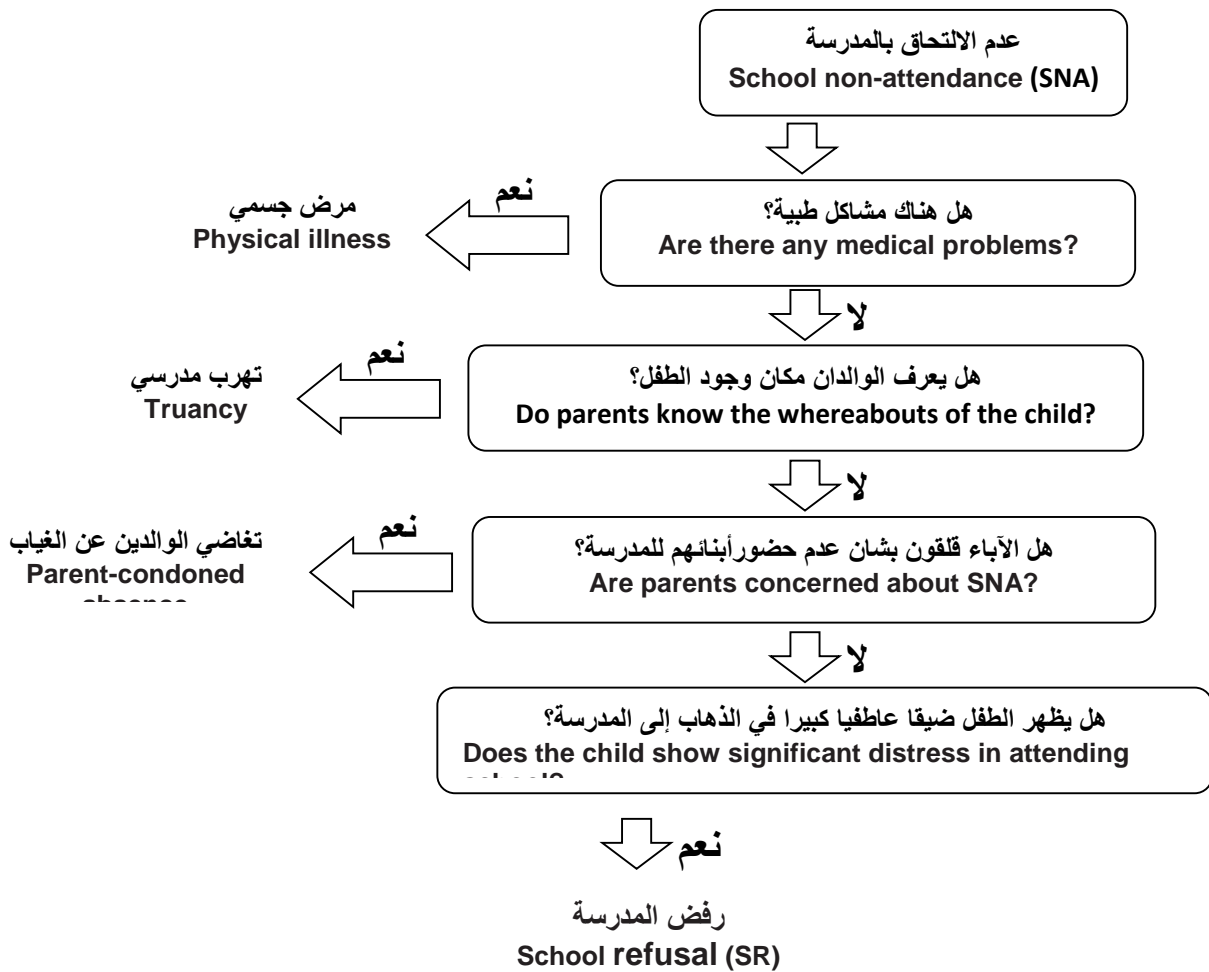 عدم الالتحاق بالمدرسة
School non-attendance (SNA)
نعم
هل هناك مشاكل طبية؟
Are there any medical problems?
مرض جسمي
Physical illness
لا
نعم
هل يعرف الوالدان مكان وجود الطفل؟
Do parents know the whereabouts of the child?
تهرب مدرسي
Truancy
لا
نعم
هل الآباء قلقون بشان عدم حضورأبنائهم للمدرسة؟
Are parents concerned about SNA?
تغاضي الوالدين عن الغياب
Parent-condoned
لا
هل يظهر الطفل ضيقا عاطفيا كبيرا في الذهاب إلى المدرسة؟
Does the child show significant distress in attending
نعم
رفض المدرسة
School refusal (SR)